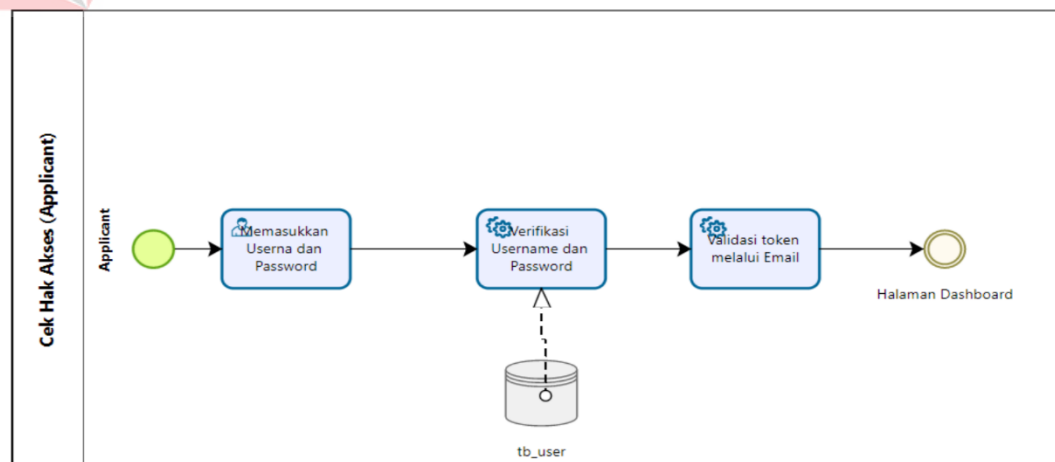 Cek Hak Akses (Applicant)
Applicant
Memasukkan
Userna dan
Password
Verifikasi
Username dan
Password
Validasi token
melalui Email
Halaman Dashboard
tb_user